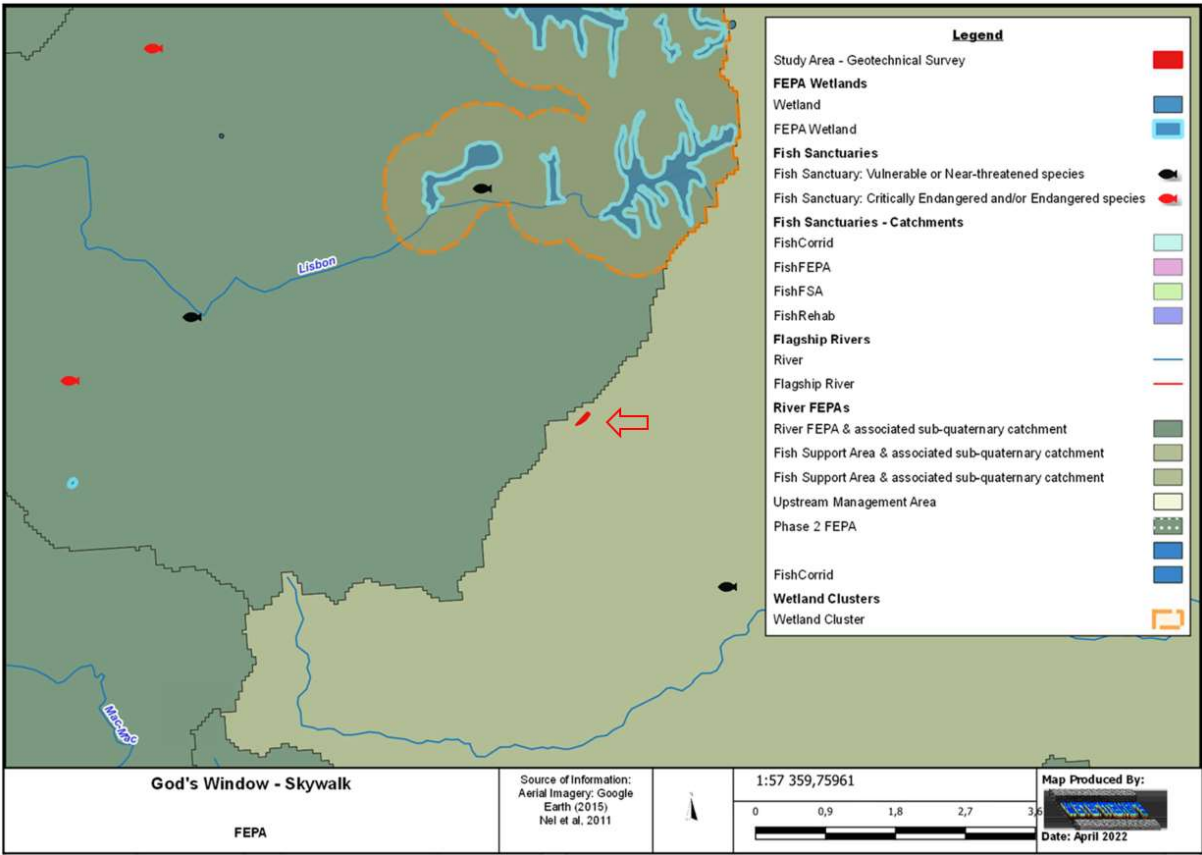 Lisbon
Mac-Mac
Legend
Study Area - Geotechnical Survey
FEPA Wetlands
Wetland
FEPA Wetland
Fish Sanctuaries
Fish Sanctuary: Vulnerable or Near-threatened species
Fish Sanctuary: Critically Endangered and/or Endangered species
Fish Sanctuaries - Catchments
FishCorrid
FishFEPA
FishFSA
FishRehab
Flagship Rivers
River
Flagship River
River FEPAs
River FEPA & associated sub-quaternary catchment
Fish Support Area & associated sub-quaternary catchment
Fish Support Area & associated sub-quaternary catchment
Upstream Management Area
Phase 2 FEPA
FishCorrid
Wetland Clusters
Wetland Cluster
God's Window - Skywalk
FEPA
Source of Information:
Aerial Imagery: Google
Earth (2015)
Nel et al, 2011
1:57 359,75961
0 0,9 1,8 2,7 3,6
Map Produced By:
Date: April 2022